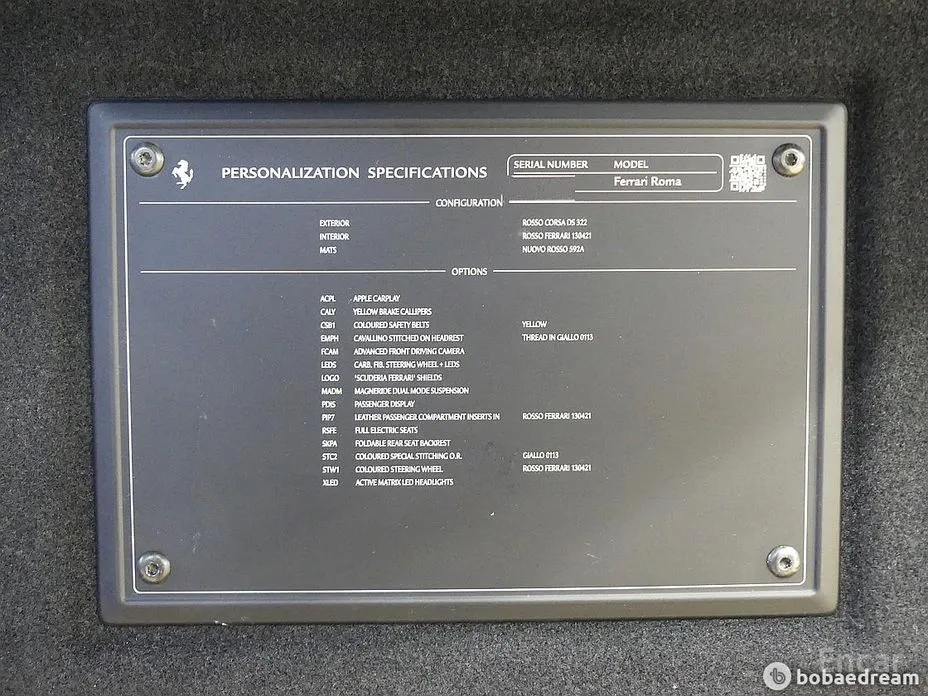 PERSONALIZATION SPECIFICATIONS
SERIAL NUMBER MODEL
Ferrari Roma
CONFIGURATION
EXTERIOR ROSSO CORSA DS 322
INTERIOR ROSSO FERRARI 130421
MATS NUOVO ROSSO 592A
OPTIONS
ACPL APPLE CARPLAY
CALY YELLOW BRAKE CALLIPERS
CSB1 COLOURED SAFETY BELTS YELLOW
EMPH CAVALLINO STITCHED ON HEADREST THREAD IN GIALLO 0113
FCAM ADVANCED FRONT DRIVING CAMERA
LEDS CARB. FIB. STEERING WHEEL + LEDS
LOGO 'SCUDERIA FERRARI' SHIELDS
MADM MAGNERIDE DUAL MODE SUSPENSION
PDIS PASSENGER DISPLAY
PIP7 LEATHER PASSENGER COMPARTMENT INSERTS IN ROSSO FERRARI 130421
RSFE FULL ELECTRIC SEATS
SKPA FOLDABLE REAR SEAT BACKREST
STC2 COLOURED SPECIAL STITCHING O.R. GIALLO 0113
STW1 COLOURED STEERING WHEEL ROSSO FERRARI 130421
XLED ACTIVE MATRIX LED HEADLIGHTS
Encar
bobaedream